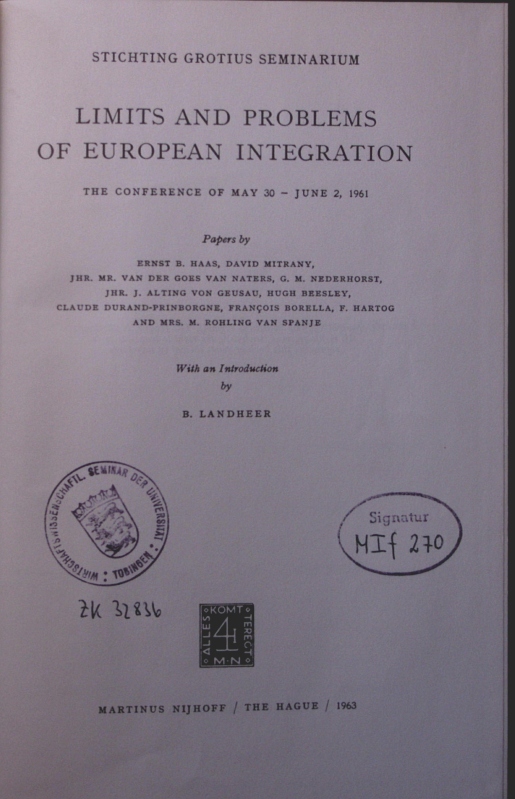 STICHTING GROTIUS SEMINARIUM
LIMITS AND PROBLEMS
OF EUROPEAN INTEGRATION
THE CONFERENCE OF MAY 30 – JUNE 2, 1961
Papers by
ERNST B. HAAS, DAVID MITRANY,
JHR. MR. VAN DER GOES VAN NATERS, G. M. NEDERHORST,
JHR. J. ALTING VON GEUSAU, HUGH BEESLEY,
CLAUDE DURAND-PRINBORGNE, FRANÇOIS BORELLA, F. HARTOG
AND MRS. M. ROHLING VAN SPANJE
With an Introduction
by
B. LANDHEER
WIRTSCHAFTSWISSENSCHAFTL. SEMINAR DER UNIVERSITÄT
TÜBINGEN
Signatur
MIf 270
ZK 32836
ALLES KOMT TERECHT
M·N
MARTINUS NIJHOFF / THE HAGUE / 1963